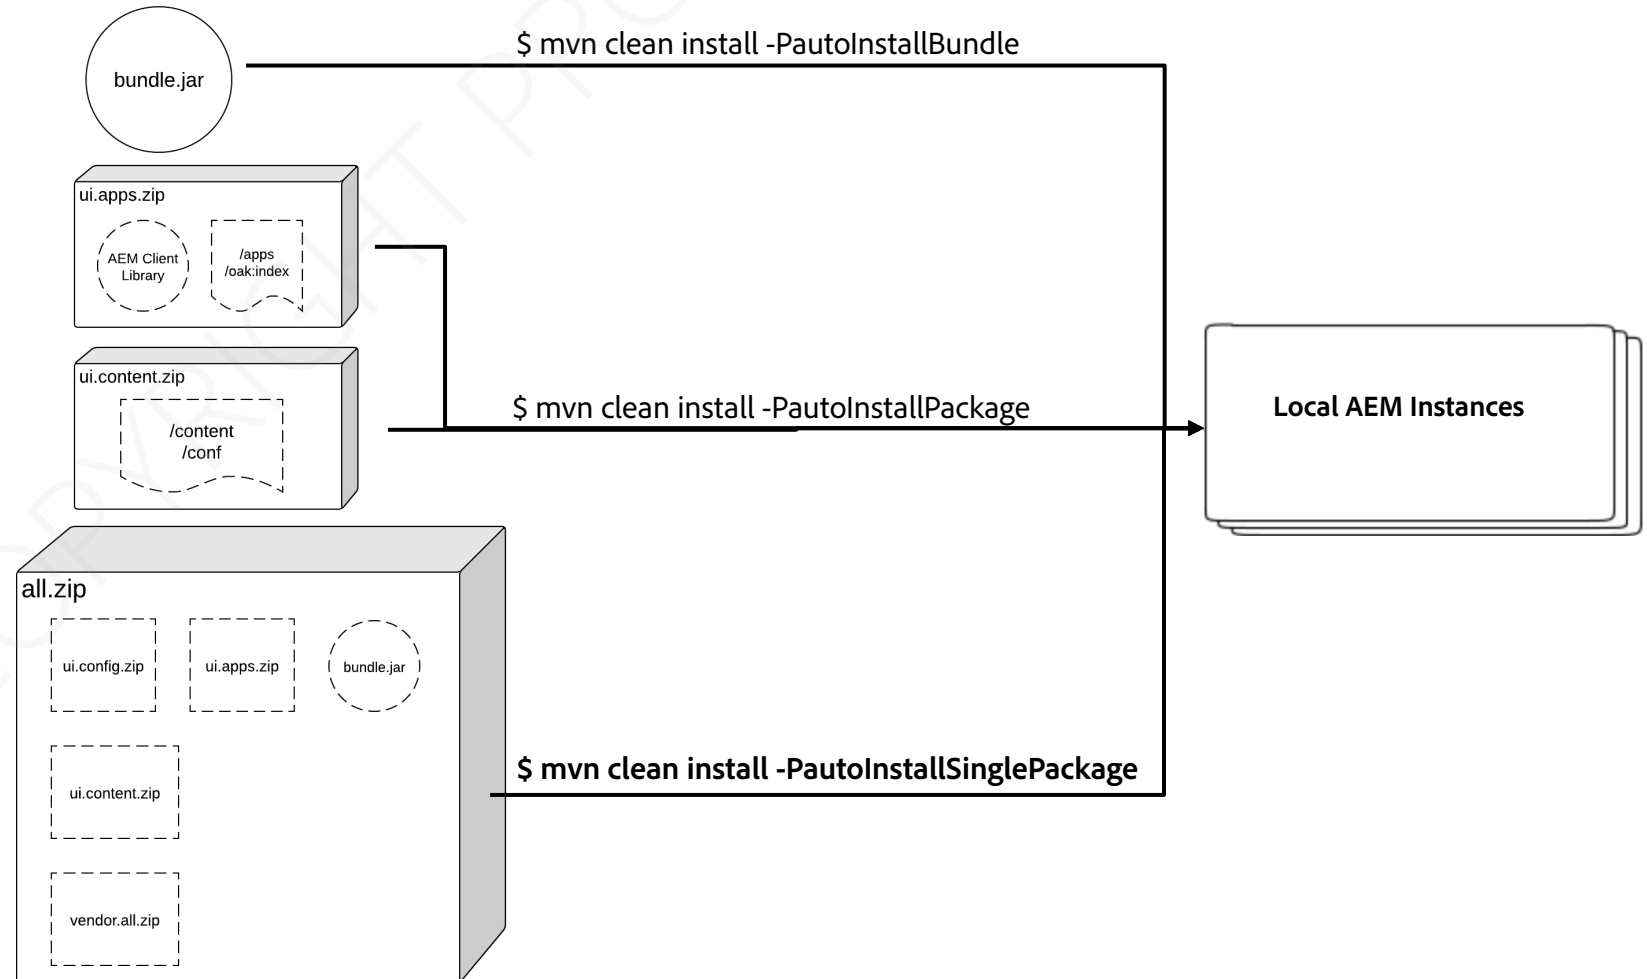 $ mvn clean install -PautoInstallBundle
bundle.jar
ui.apps.zip
AEM Client
Library
/apps
/oak:index
ui.content.zip
/content
/conf
$ mvn clean install -PautoInstallPackage
Local AEM Instances
all.zip
ui.config.zip
ui.apps.zip
bundle.jar
$ mvn clean install -PautoInstallSinglePackage
ui.content.zip
vendor.all.zip